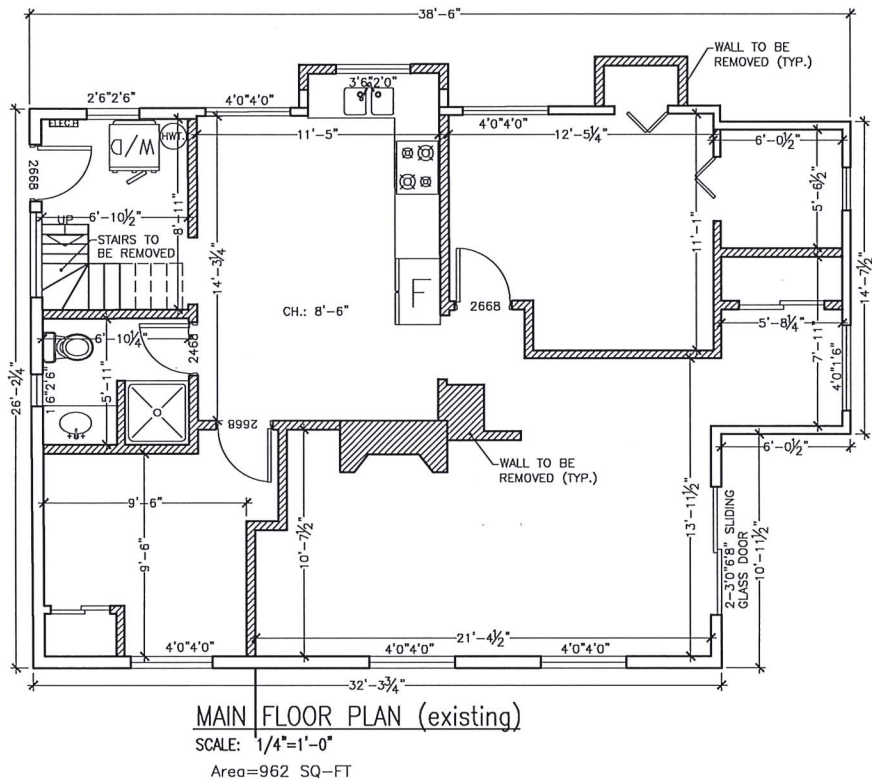 38'-6"
WALL TO BE
REMOVED (TYP.)
2'6"2'6"
4'0"4'0"
3'6"2'0"
4'0"4'0"
ELEC.H
W/D
HWT.
11'-5"
12'-5¼"
6'-0½"
2668
5'-6½"
6'-10½"
8'-11"
UP
STAIRS TO
BE REMOVED
14'-3¼"
11'-1"
14'-7½"
F
CH.: 8'-6"
2668
5'-8¼"
6'-10¼"
2468
7'-11"
4'0"1'6"
29'-2¼"
1'9"2'9"
5'-11"
2668
WALL TO BE
REMOVED (TYP.)
6'-0½"
9'-6"
9'-9"
10'-7½"
13'-11½"
2-3'0"6'8" SLIDING
GLASS DOOR
10'-11½"
4'0"4'0"
21'-4½"
4'0"4'0"
4'0"4'0"
32'-3¾"
MAIN FLOOR PLAN (existing)
SCALE: 1/4"=1'-0"
Area=962 SQ-FT